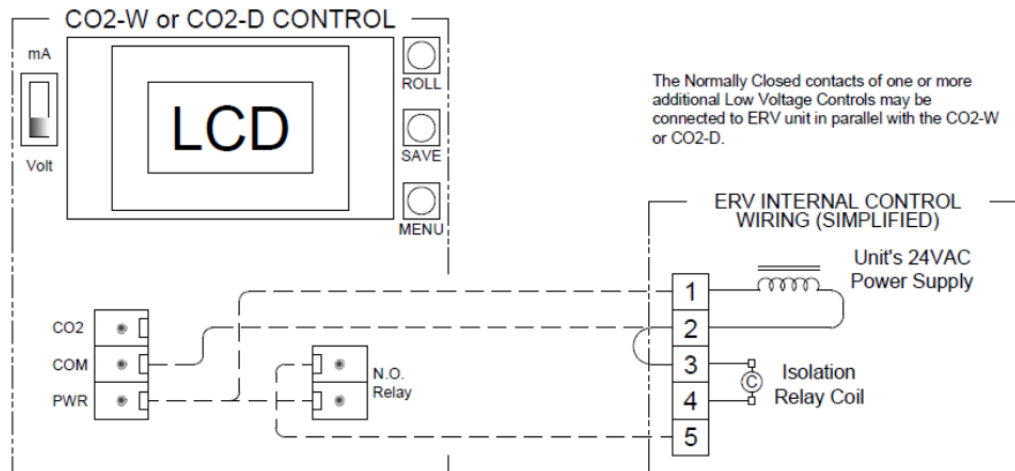 CO2-W or CO2-D CONTROL
mA
Volt
LCD
ROLL
SAVE
MENU
The Normally Closed contacts of one or more
additional Low Voltage Controls may be
connected to ERV unit in parallel with the CO2-W
or CO2-D.
ERV INTERNAL CONTROL
WIRING (SIMPLIFIED)
Unit's 24VAC
Power Supply
CO2
COM
PWR
N.O.
Relay
1
2
3
4
5
C
Isolation
Relay Coil